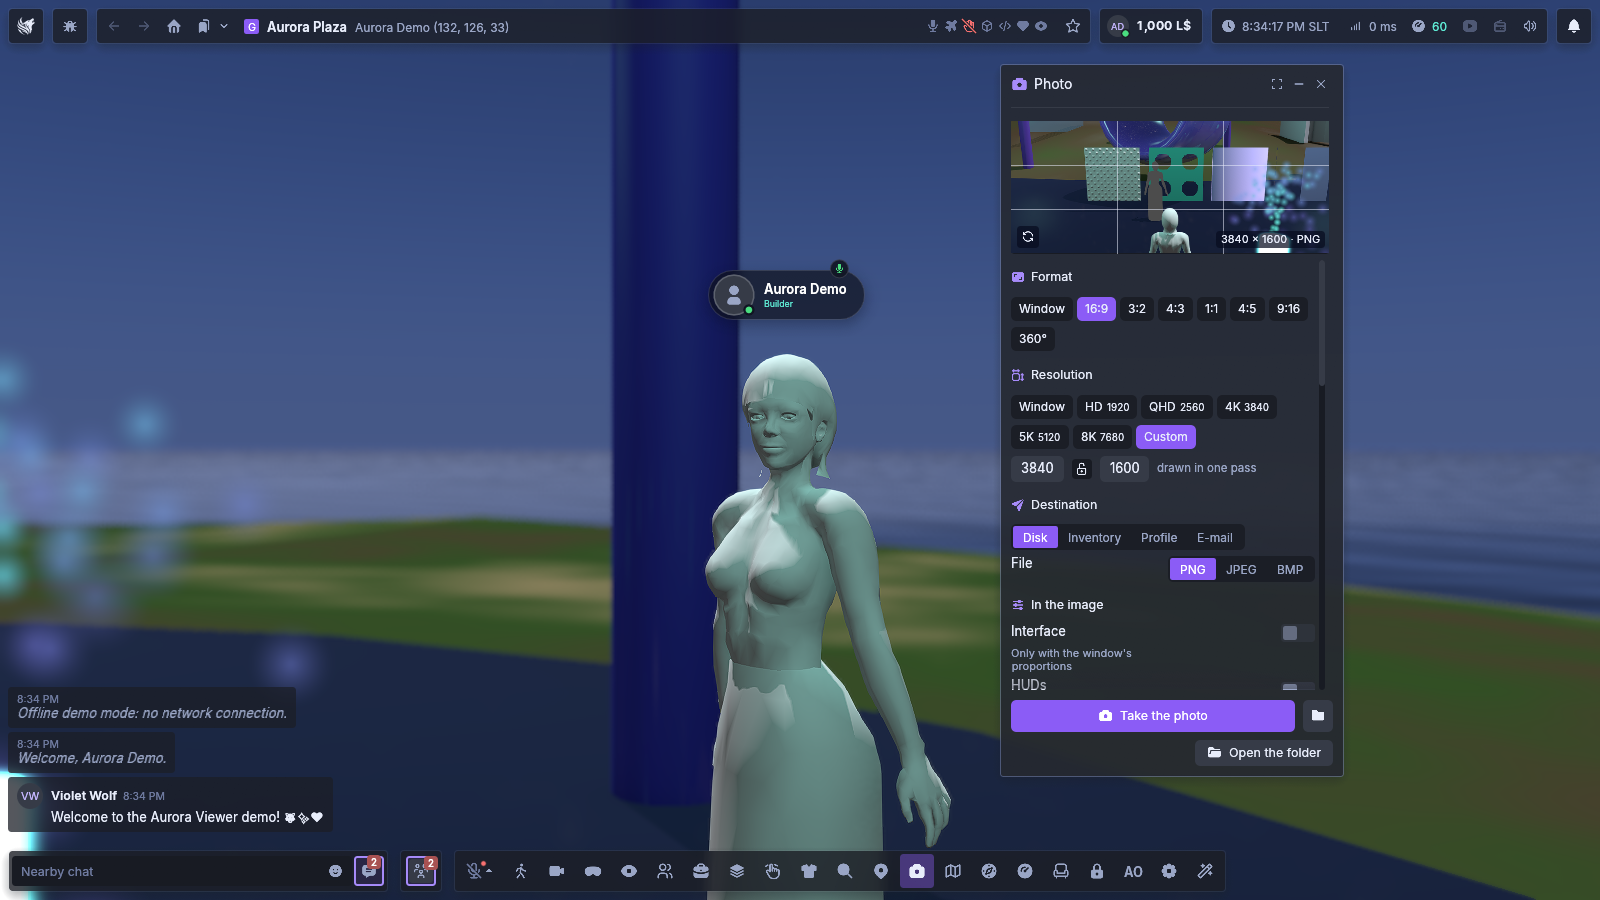 G Aurora Plaza Aurora Demo (132, 126, 33)
AD 1,000 L$
8:34:17 PM SLT 0 ms 60
Photo
3840 × 1600 · PNG
Format
Window 16:9 3:2 4:3 1:1 4:5 9:16
360°
Resolution
Window HD 1920 QHD 2560 4K 3840
5K 5120 8K 7680 Custom
3840 1600 drawn in one pass
Destination
Disk Inventory Profile E-mail
File PNG JPEG BMP
In the image
Interface
Only with the window's
proportions
HUDs
Take the photo
Open the folder
Aurora Demo
Builder
8:34 PM
Offline demo mode: no network connection.
8:34 PM
Welcome, Aurora Demo.
VW Violet Wolf 8:34 PM
Welcome to the Aurora Viewer demo!
Nearby chat
2
2
AO